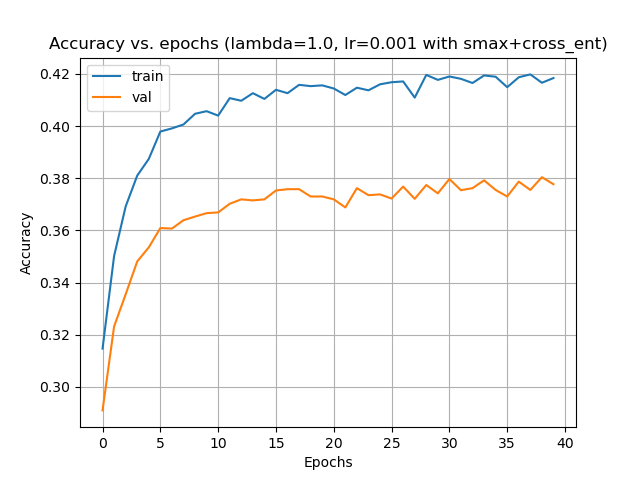 Accuracy vs. epochs (lambda=1.0, lr=0.001 with smax+cross_ent)
train
val
0.42
0.40
0.38
0.36
0.34
0.32
0.30
Accuracy
0 5 10 15 20 25 30 35 40
Epochs